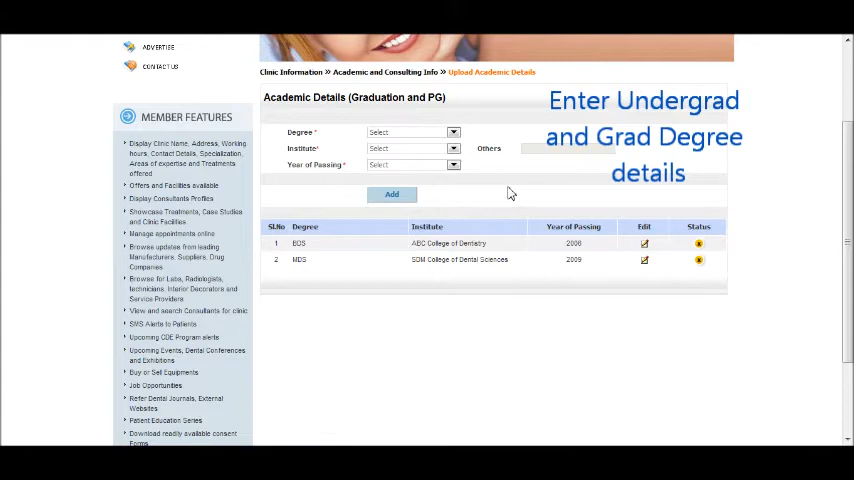 ADVERTISE
CONTACT US
MEMBER FEATURES
Display Clinic Name, Address, Working
hours, Contact Details, Specialization,
Areas of expertise and Treatments
offered
Offers and Facilities available
Display Consultants Profiles
Showcase Treatments, Case Studies
and Clinic Facilities
Manage appointments online
Browse updates from leading
Manufacturers, Suppliers, Drug
Companies
Browse for Labs, Radiologists,
technicians, Interior Decorators and
Service Providers
View and search Consultants for clinic
SMS Alerts to Patients
Upcoming CDE Program alerts
Upcoming Events, Dental Conferences
and Exhibitions
Buy or Sell Equipments
Job Opportunities
Refer Dental Journals, External
Websites
Patient Education Series
Download readily available consent
Forms
Clinic Information » Academic and Consulting Info » Upload Academic Details
Academic Details (Graduation and PG)
Enter Undergrad
and Grad Degree
details
Degree * Select
Institute* Select Others
Year of Passing* Select
Add
Sl.No Degree Institute Year of Passing Edit Status
1 BDS ABC College of Dentistry 2006 x
2 MDS SDM College of Dental Sciences 2009 x